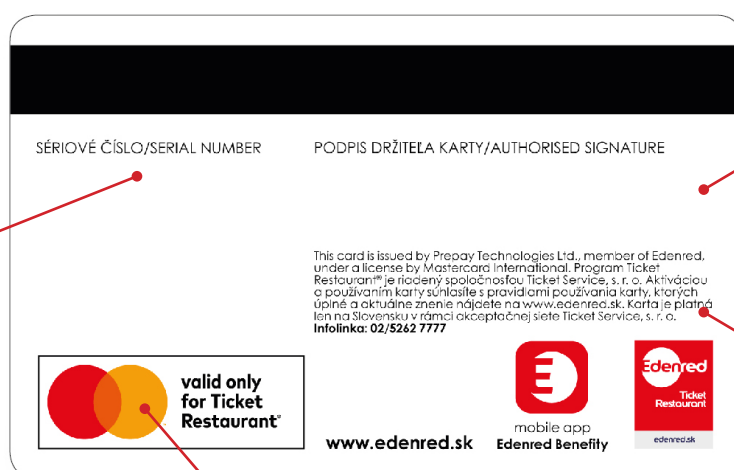 SÉRIOVÉ ČÍSLO/SERIAL NUMBER
PODPIS DRŽITEĽA KARTY/AUTHORISED SIGNATURE
This card is issued by Prepay Technologies Ltd., member of Edenred,
under a license by Mastercard International. Program Ticket
Restaurant® je riadený spoločnosťou Ticket Service, s. r. o. Aktiváciou
a používaním karty súhlasíte s pravidlami používania karty, ktorých
úplné a aktuálne znenie nájdete na www.edenred.sk. Karta je platná
len na Slovensku v rámci akceptačnej siete Ticket Service, s. r. o.
Infolinka: 02/5262 7777
valid only
for Ticket
Restaurant®
www.edenred.sk
mobile app
Edenred Benefity
Edenred
Ticket
Restaurant
edenred.sk